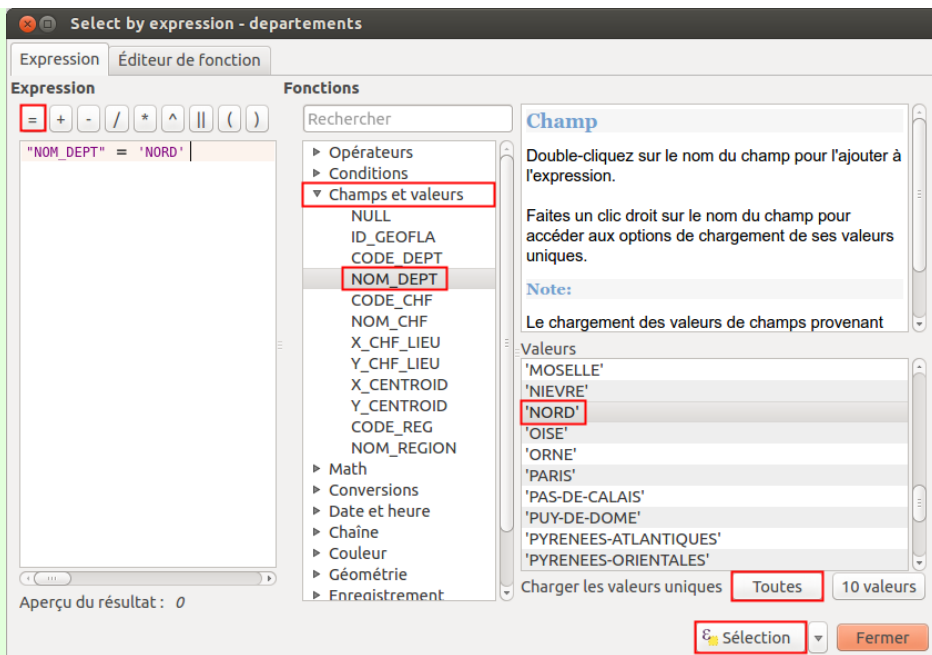 Select by expression - departements
Expression
Éditeur de fonction
Expression
= + - / * ^ || ( )
"NOM_DEPT" = 'NORD'
Aperçu du résultat : 0
Fonctions
Rechercher
Opérateurs
Conditions
Champs et valeurs
NULL
ID_GEOFLA
CODE_DEPT
NOM_DEPT
CODE_CHF
NOM_CHF
X_CHF_LIEU
Y_CHF_LIEU
X_CENTROID
Y_CENTROID
CODE_REG
NOM_REGION
Math
Conversions
Date et heure
Chaîne
Couleur
Géométrie
Enregistrement
Champ
Double-cliquez sur le nom du champ pour l'ajouter à
l'expression.
Faites un clic droit sur le nom du champ pour
accéder aux options de chargement de ses valeurs
uniques.
Note:
Le chargement des valeurs de champs provenant
Valeurs
'MOSELLE'
'NIEVRE'
'NORD'
'OISE'
'ORNE'
'PARIS'
'PAS-DE-CALAIS'
'PUY-DE-DOME'
'PYRENEES-ATLANTIQUES'
'PYRENEES-ORIENTALES'
Charger les valeurs uniques Toutes 10 valeurs
ε Sélection Fermer